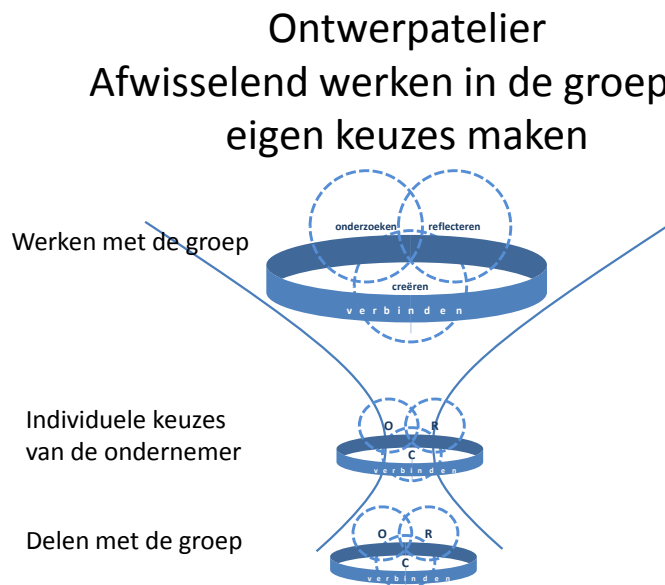 Ontwerpatelier
Afwisselend werken in de groep
eigen keuzes maken
Werken met de groep
onderzoeken
reflecteren
creëren
verbinden
Individuele keuzes
van de ondernemer
O
R
C
verbinden
Delen met de groep
O
R
C
verbinden